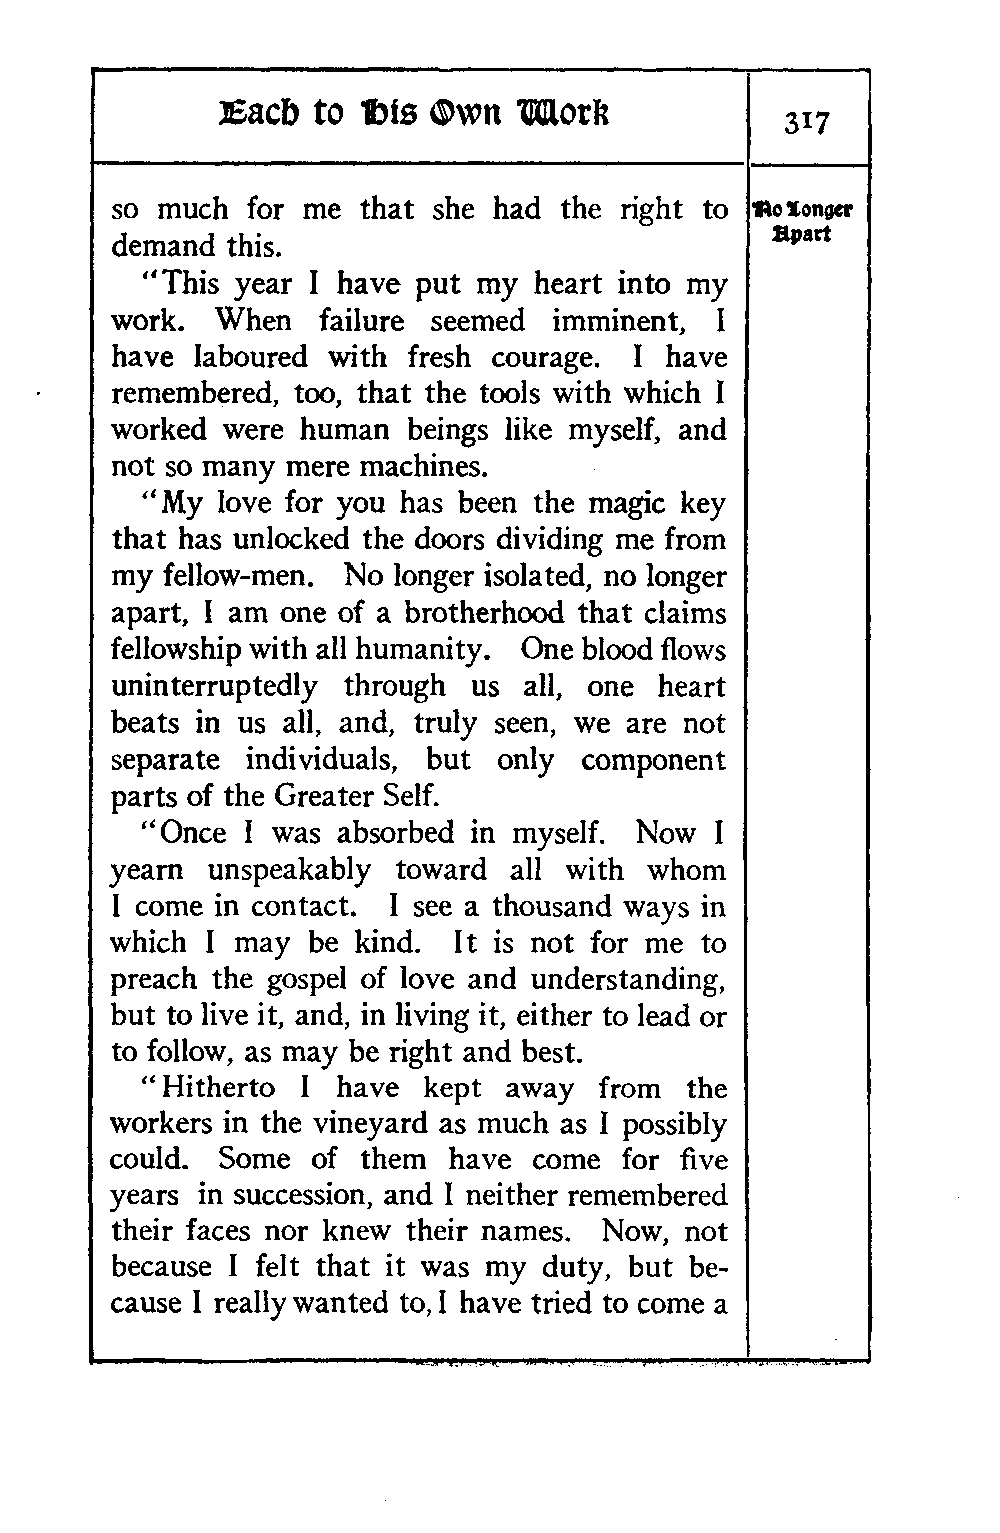 Each to His Own Work
317
No Longer
Apart
so much for me that she had the right to
demand this.
"This year I have put my heart into my
work. When failure seemed imminent, I
have laboured with fresh courage. I have
remembered, too, that the tools with which I
worked were human beings like myself, and
not so many mere machines.
"My love for you has been the magic key
that has unlocked the doors dividing me from
my fellow-men. No longer isolated, no longer
apart, I am one of a brotherhood that claims
fellowship with all humanity. One blood flows
uninterruptedly through us all, one heart
beats in us all, and, truly seen, we are not
separate individuals, but only component
parts of the Greater Self.
"Once I was absorbed in myself. Now I
yearn unspeakably toward all with whom
I come in contact. I see a thousand ways in
which I may be kind. It is not for me to
preach the gospel of love and understanding,
but to live it, and, in living it, either to lead or
to follow, as may be right and best.
"Hitherto I have kept away from the
workers in the vineyard as much as I possibly
could. Some of them have come for five
years in succession, and I neither remembered
their faces nor knew their names. Now, not
because I felt that it was my duty, but be-
cause I really wanted to, I have tried to come a